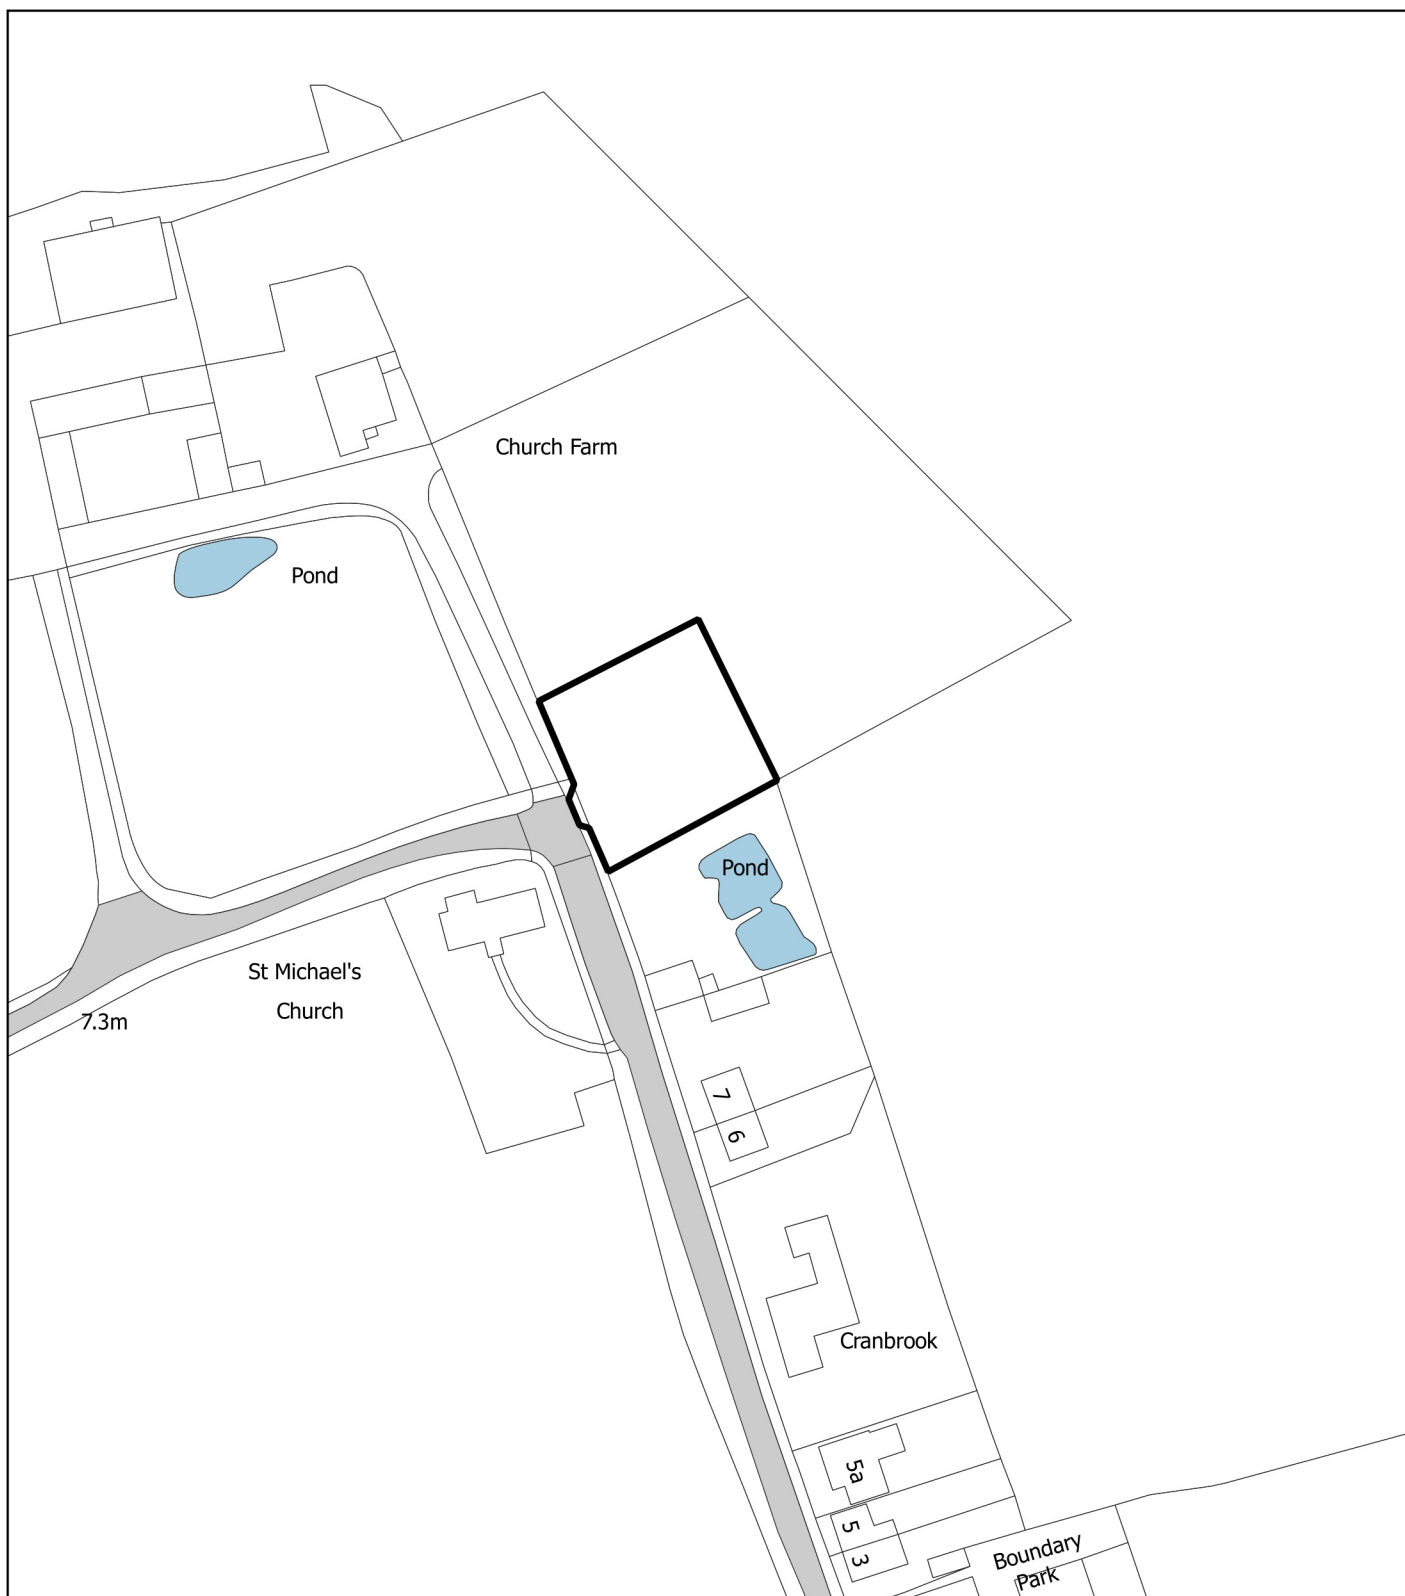 Church Farm
Pond
Pond
St Michael's
Church
7.3m
7
6
Cranbrook
5a
5
3
Boundary
Park